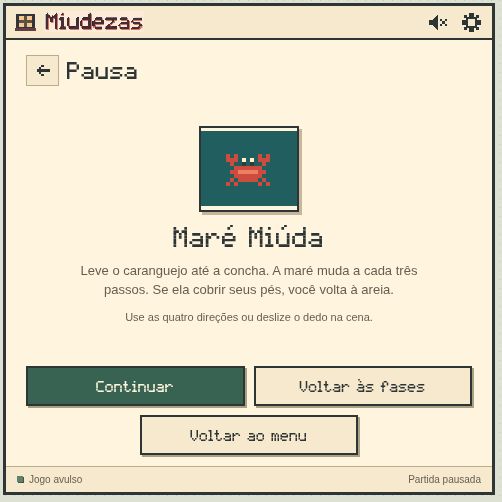 Miudezas
Pausa
Maré Miúda
Leve o caranguejo até a concha. A maré muda a cada três
passos. Se ela cobrir seus pés, você volta à areia.
Use as quatro direções ou deslize o dedo na cena.
Continuar
Voltar às fases
Voltar ao menu
Jogo avulso
Partida pausada